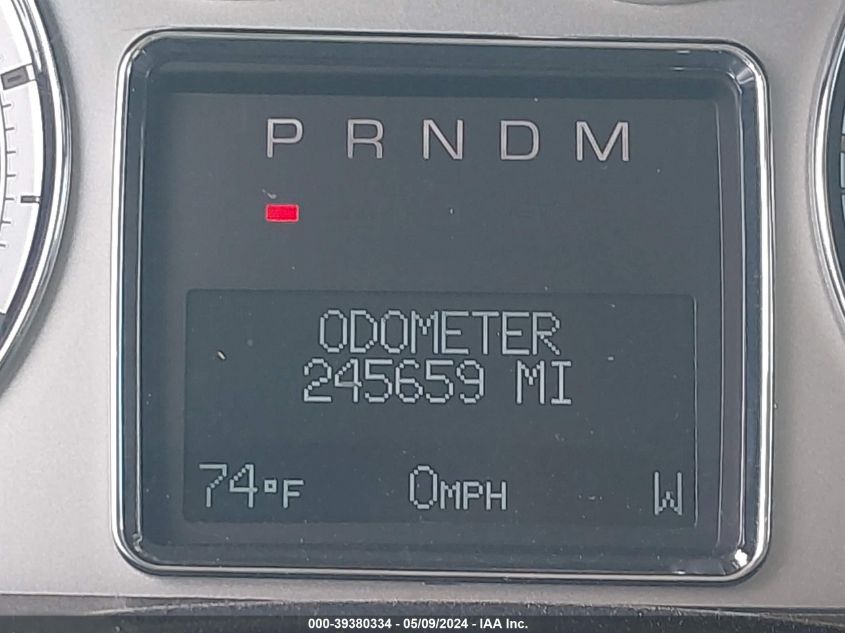 P R N D M
ODOMETER
245659 MI
74°F 0MPH W
000-39380334 - 05/09/2024 - IAA Inc.